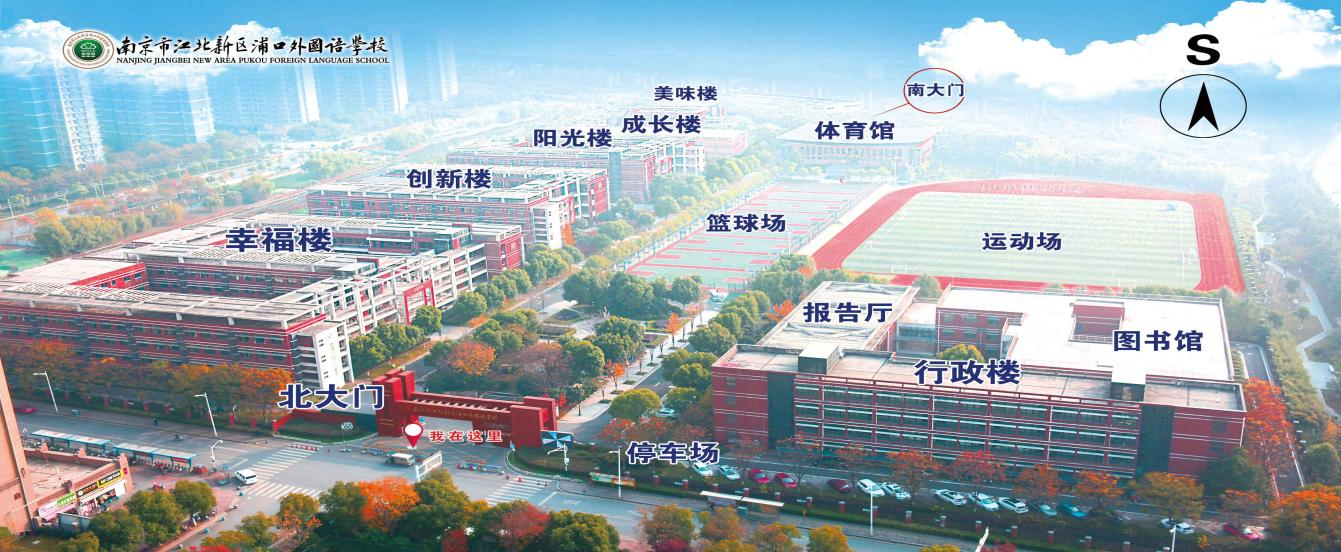 南京市江北新区浦口外国语学校
NANJING JIANGBEI NEW AREA PUKOU FOREIGN LANGUAGE SCHOOL
S
南大门
美味楼
成长楼
体育馆
阳光楼
创新楼
篮球场
幸福楼
运动场
报告厅
图书馆
行政楼
北大门
我在这里
停车场